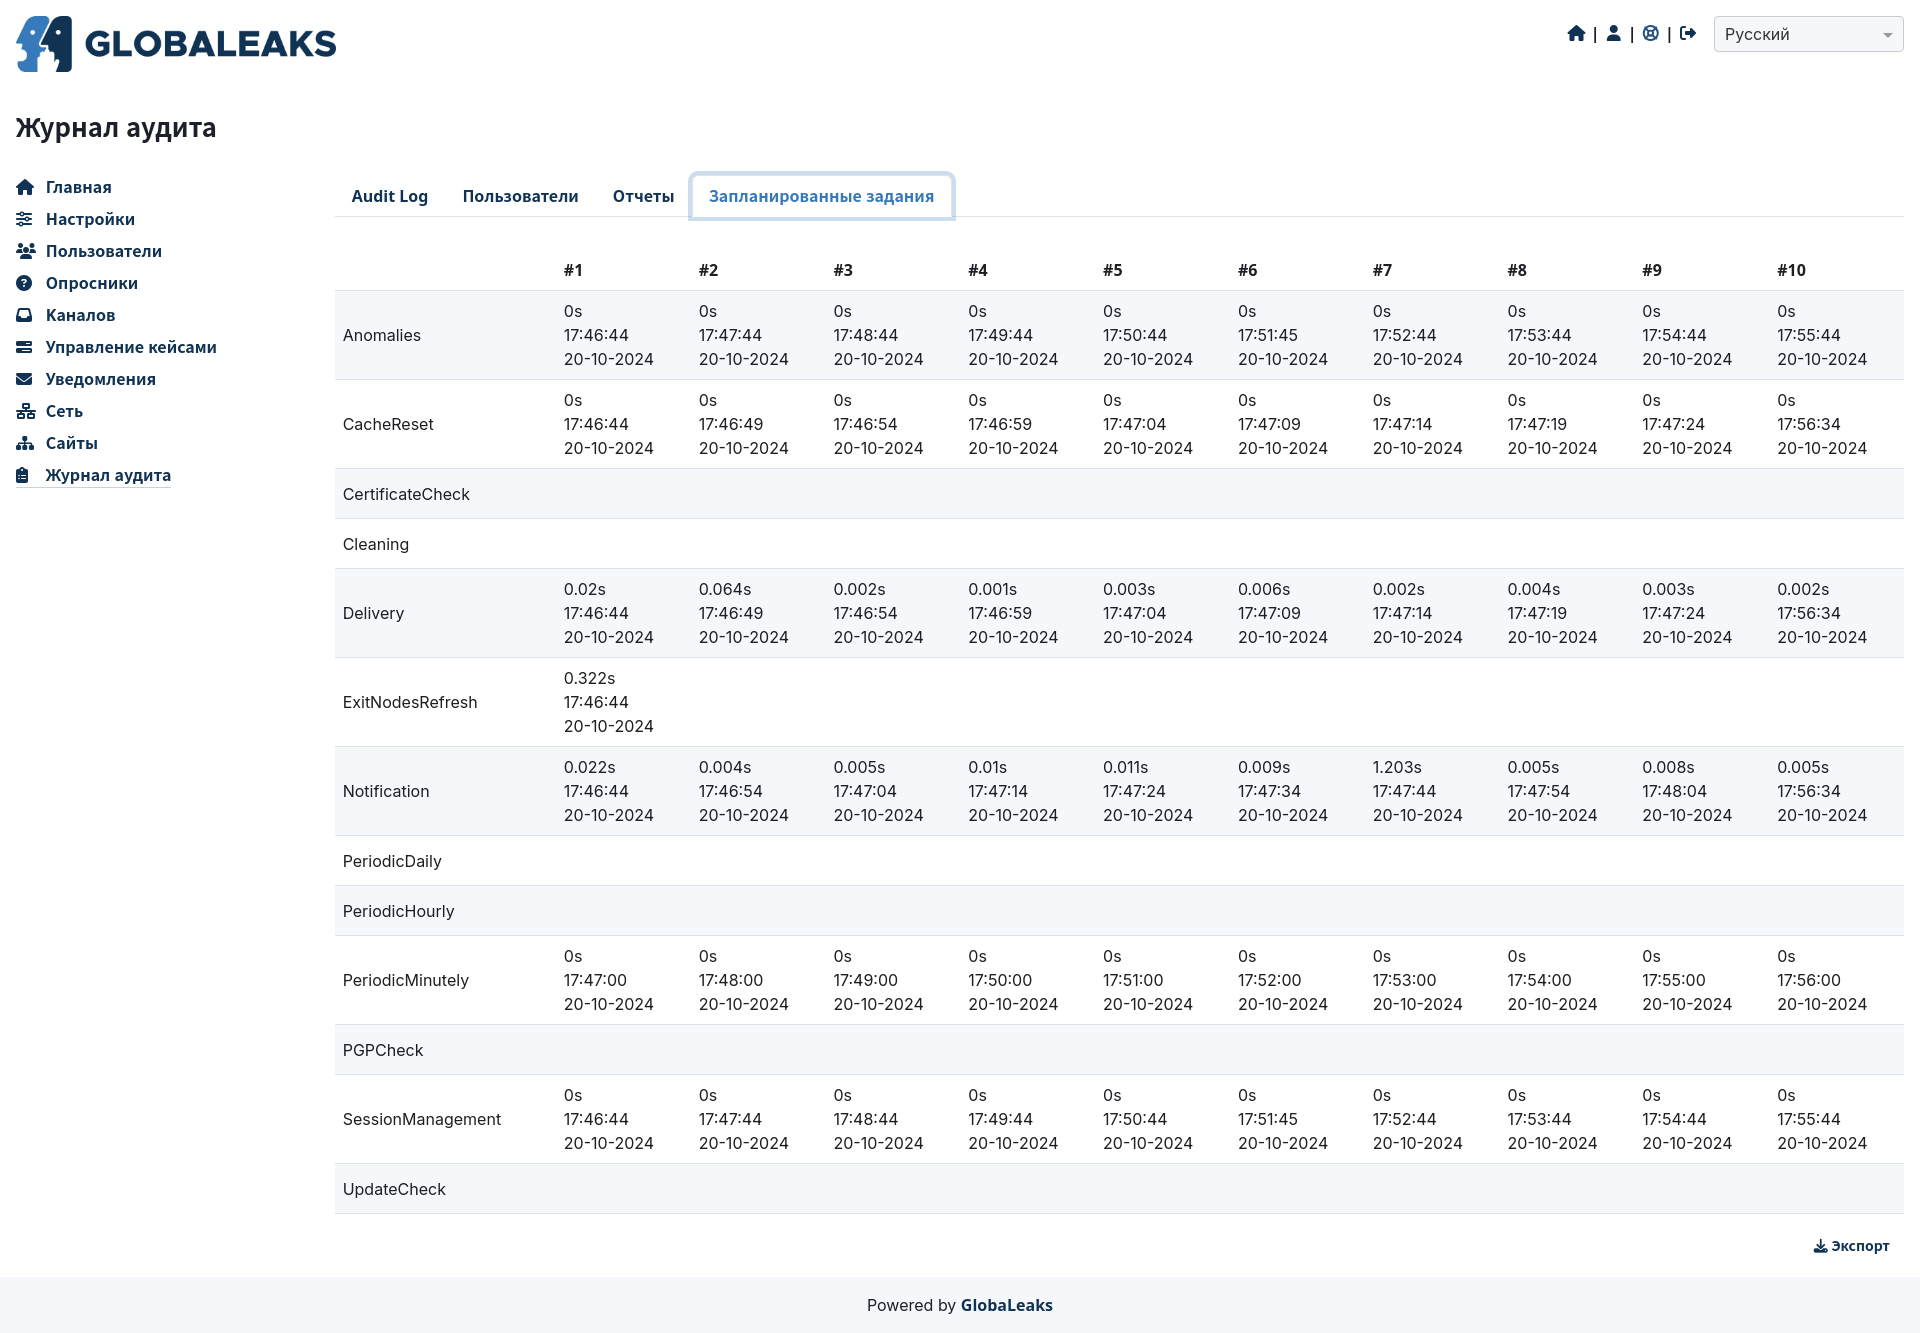 GLOBALEAKS
| | |
Русский
Журнал аудита
Главная
Настройки
Пользователи
Опросники
Каналов
Управление кейсами
Уведомления
Сеть
Сайты
Журнал аудита
Audit Log Пользователи Отчеты Запланированные задания
#1 #2 #3 #4 #5 #6 #7 #8 #9 #10
0s 0s 0s 0s 0s 0s 0s 0s 0s 0s
Anomalies 17:46:44 17:47:44 17:48:44 17:49:44 17:50:44 17:51:45 17:52:44 17:53:44 17:54:44 17:55:44
20-10-2024 20-10-2024 20-10-2024 20-10-2024 20-10-2024 20-10-2024 20-10-2024 20-10-2024 20-10-2024 20-10-2024
0s 0s 0s 0s 0s 0s 0s 0s 0s 0s
CacheReset 17:46:44 17:46:49 17:46:54 17:46:59 17:47:04 17:47:09 17:47:14 17:47:19 17:47:24 17:56:34
20-10-2024 20-10-2024 20-10-2024 20-10-2024 20-10-2024 20-10-2024 20-10-2024 20-10-2024 20-10-2024 20-10-2024
CertificateCheck
Cleaning
0.02s 0.064s 0.002s 0.001s 0.003s 0.006s 0.002s 0.004s 0.003s 0.002s
Delivery 17:46:44 17:46:49 17:46:54 17:46:59 17:47:04 17:47:09 17:47:14 17:47:19 17:47:24 17:56:34
20-10-2024 20-10-2024 20-10-2024 20-10-2024 20-10-2024 20-10-2024 20-10-2024 20-10-2024 20-10-2024 20-10-2024
0.322s
ExitNodesRefresh 17:46:44
20-10-2024
0.022s 0.004s 0.005s 0.01s 0.011s 0.009s 1.203s 0.005s 0.008s 0.005s
Notification 17:46:44 17:46:54 17:47:04 17:47:14 17:47:24 17:47:34 17:47:44 17:47:54 17:48:04 17:56:34
20-10-2024 20-10-2024 20-10-2024 20-10-2024 20-10-2024 20-10-2024 20-10-2024 20-10-2024 20-10-2024 20-10-2024
PeriodicDaily
PeriodicHourly
0s 0s 0s 0s 0s 0s 0s 0s 0s 0s
PeriodicMinutely 17:47:00 17:48:00 17:49:00 17:50:00 17:51:00 17:52:00 17:53:00 17:54:00 17:55:00 17:56:00
20-10-2024 20-10-2024 20-10-2024 20-10-2024 20-10-2024 20-10-2024 20-10-2024 20-10-2024 20-10-2024 20-10-2024
PGPCheck
0s 0s 0s 0s 0s 0s 0s 0s 0s 0s
SessionManagement 17:46:44 17:47:44 17:48:44 17:49:44 17:50:44 17:51:45 17:52:44 17:53:44 17:54:44 17:55:44
20-10-2024 20-10-2024 20-10-2024 20-10-2024 20-10-2024 20-10-2024 20-10-2024 20-10-2024 20-10-2024 20-10-2024
UpdateCheck
Экспорт
Powered by GlobaLeaks